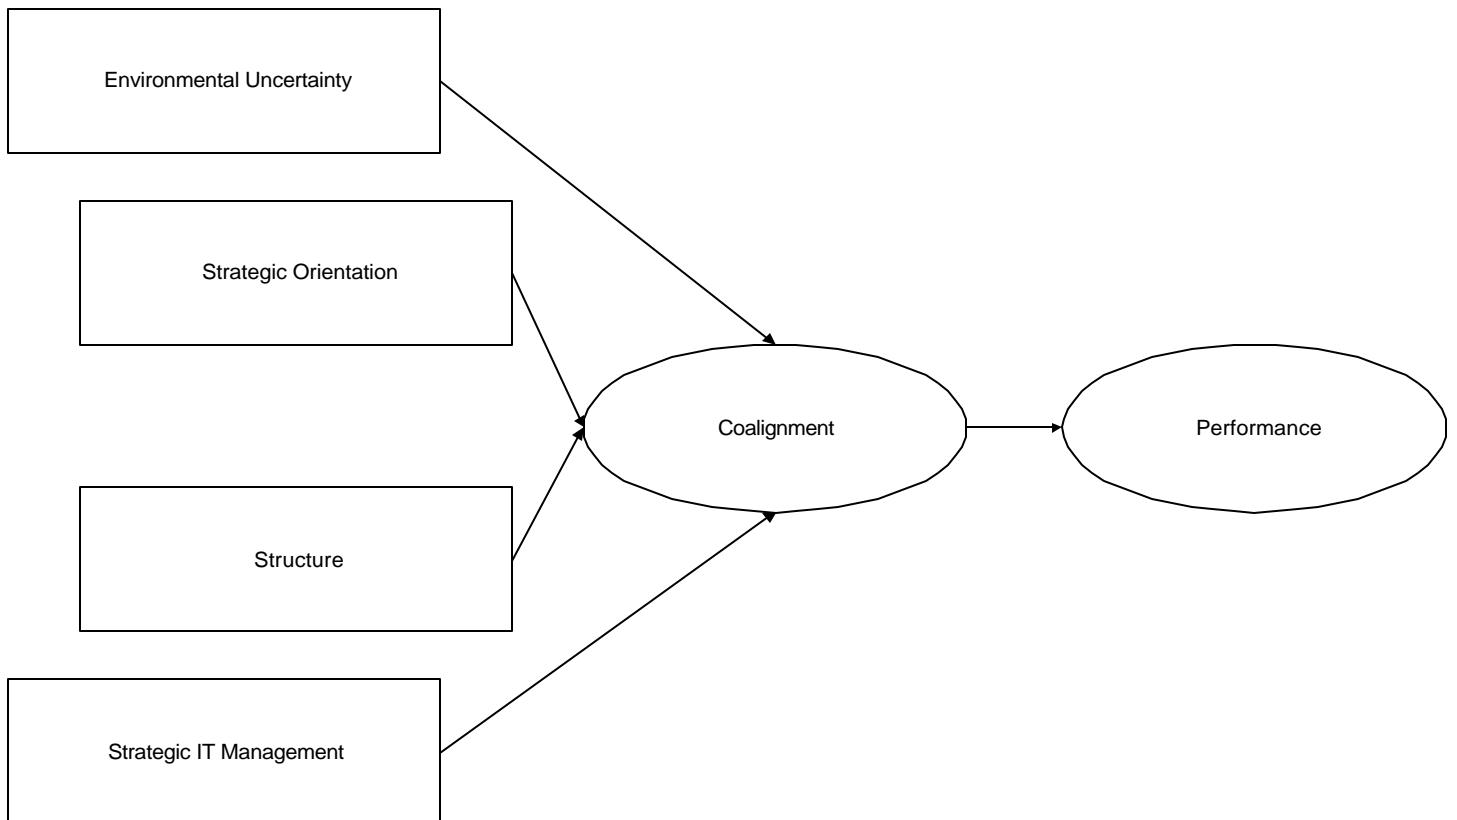 Environmental Uncertainty
Strategic Orientation
Coalignment
Performance
Structure
Strategic IT Management